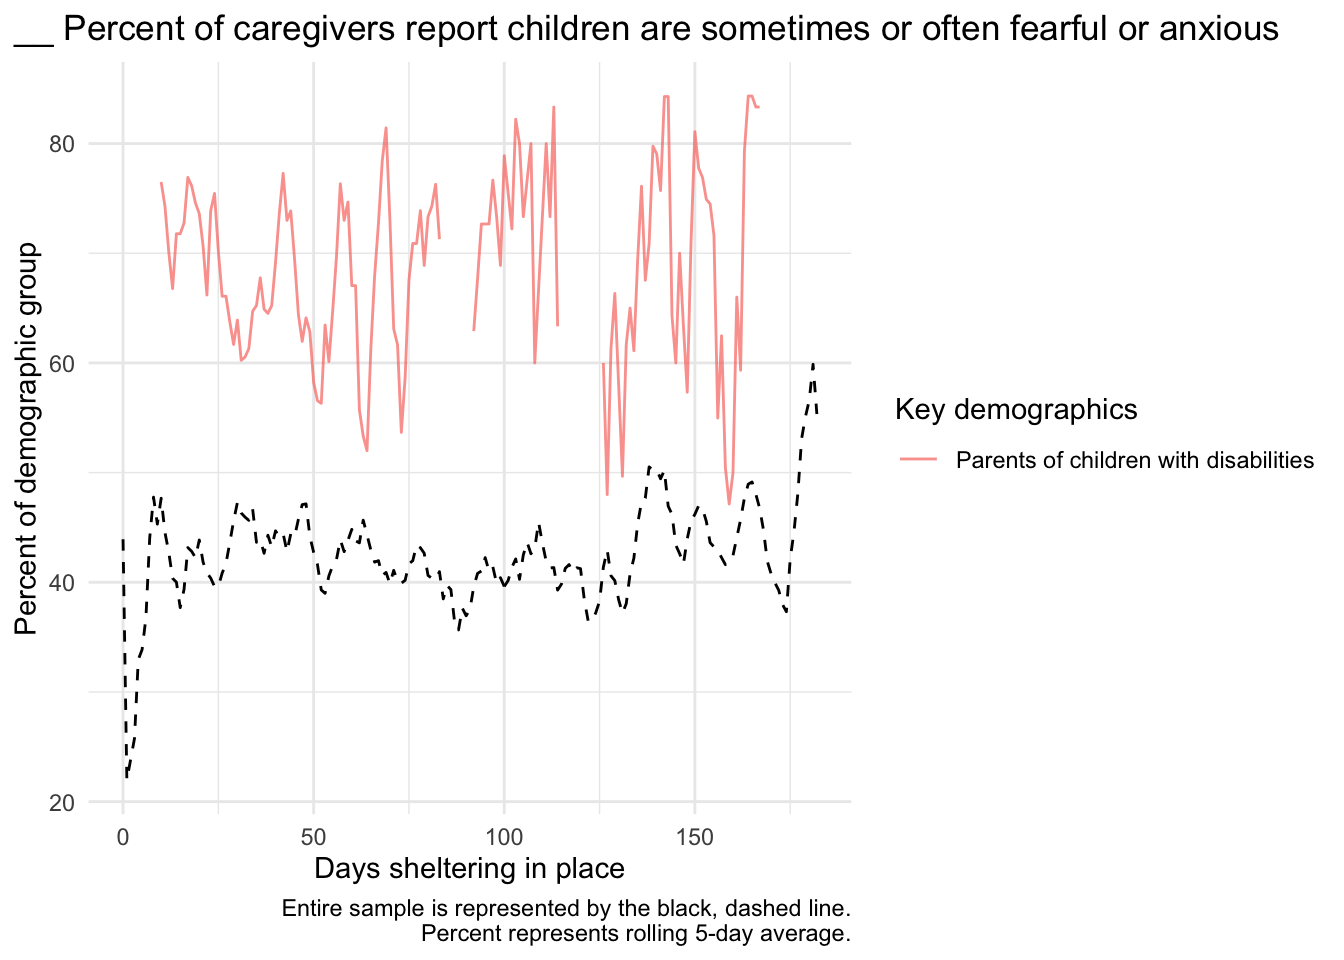 __ Percent of caregivers report children are sometimes or often fearful or anxious
Percent of demographic group
80
60
40
20
0
50
100
150
Days sheltering in place
Key demographics
Parents of children with disabilities
Entire sample is represented by the black, dashed line.
Percent represents rolling 5-day average.